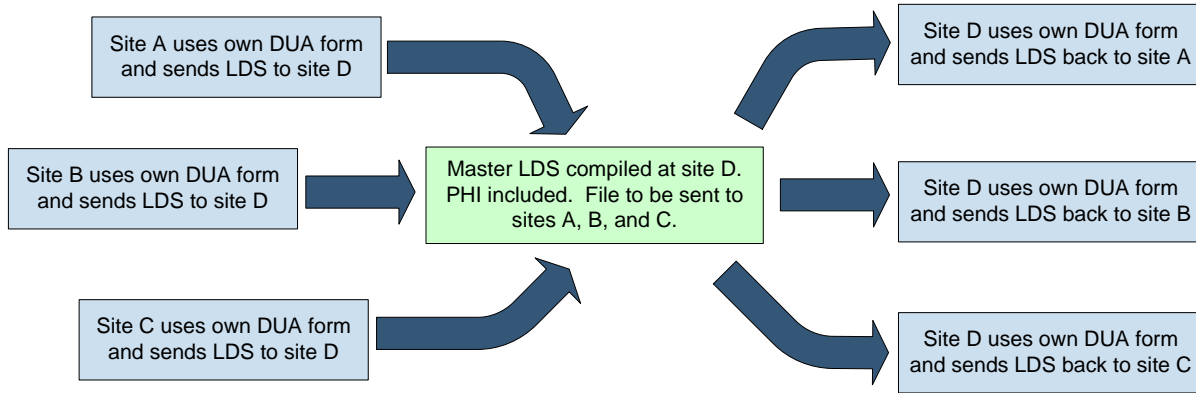 Site A uses own DUA form
and sends LDS to site D
Site B uses own DUA form
and sends LDS to site D
Site C uses own DUA form
and sends LDS to site D
Master LDS compiled at site D.
PHI included.  File to be sent to
sites A, B, and C.
Site D uses own DUA form
and sends LDS back to site A
Site D uses own DUA form
and sends LDS back to site B
Site D uses own DUA form
and sends LDS back to site C